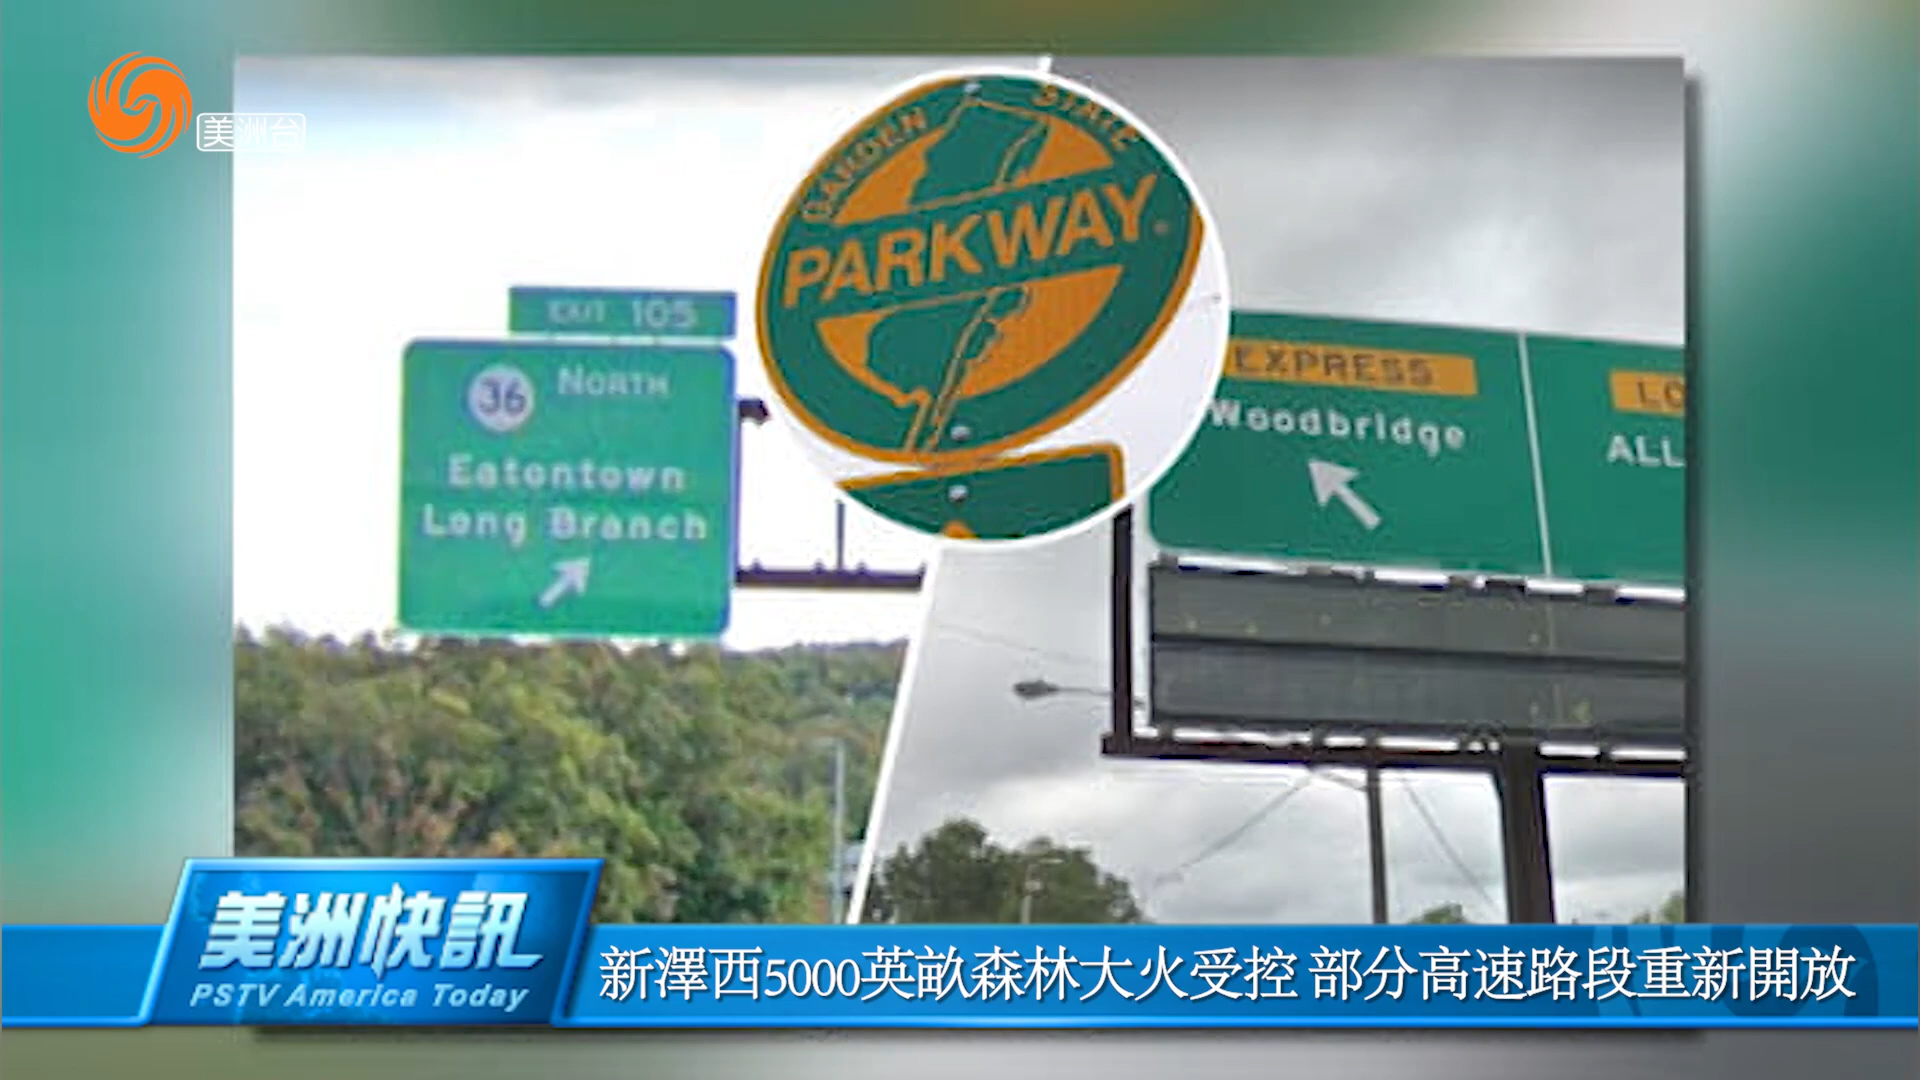 美洲台
GARDEN STATE
PARKWAY
EXIT 105
36 NORTH
Eatontown
Long Branch
EXPRESS
Woodbridge
LO
ALL
美洲快訊
PSTV America Today
新澤西5000英畝森林大火受控 部分高速路段重新開放